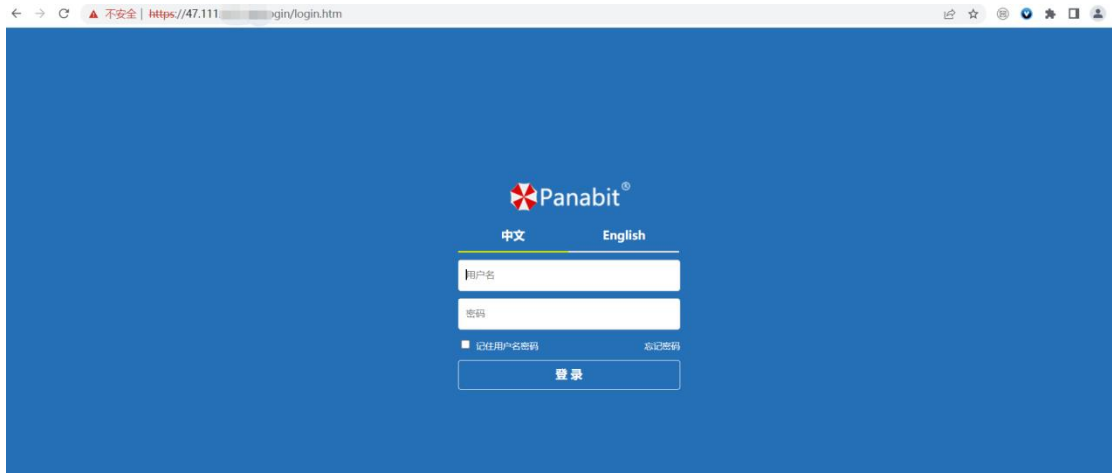 不安全 | https://47.111 gin/login.htm
Panabit®
中文 English
用户名
密码
记住用户名密码 忘记密码
登 录